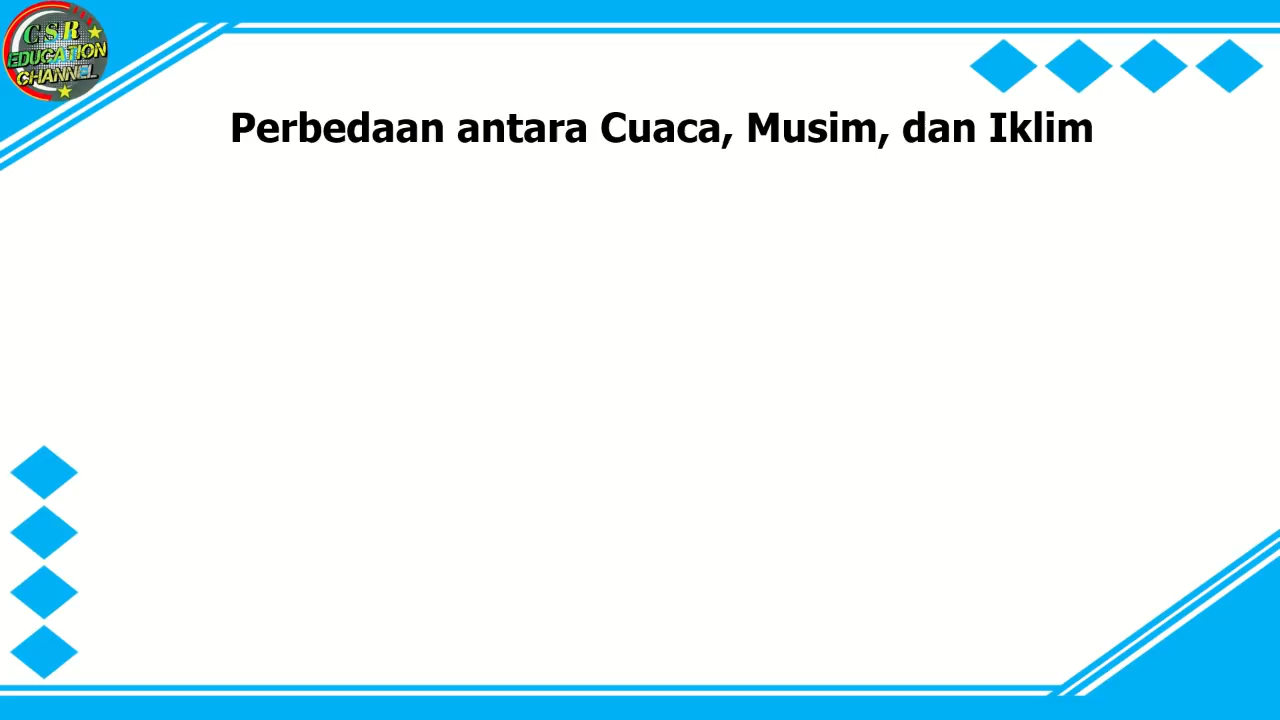 CSR
EDUCATION
CHANNEL
Perbedaan antara Cuaca, Musim, dan Iklim